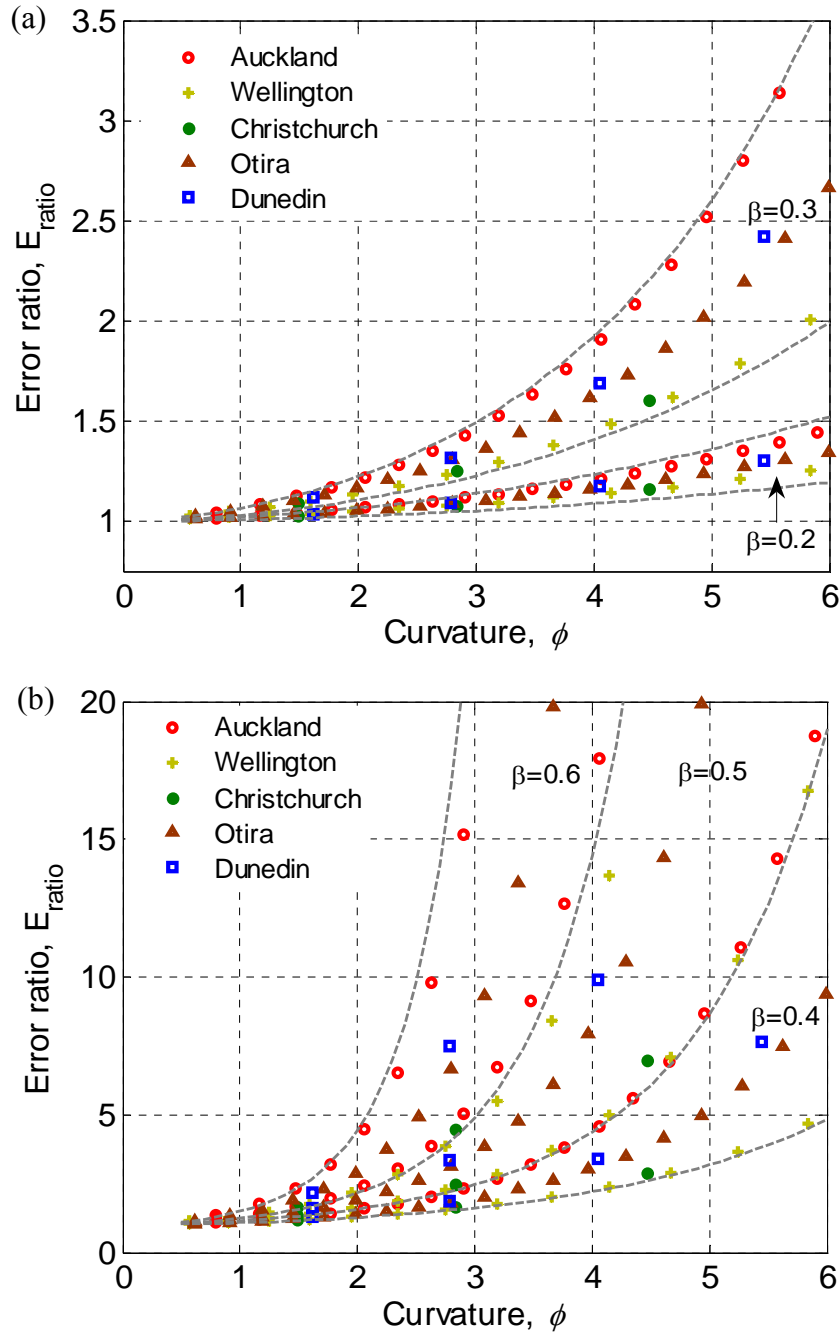 (a)
3.5
3
2.5
2
1.5
1
Error ratio, E_ratio
Auckland
Wellington
Christchurch
Otira
Dunedin
β=0.3
β=0.2
0 1 2 3 4 5 6
Curvature, ϕ
(b)
20
15
10
5
0
Error ratio, E_ratio
Auckland
Wellington
Christchurch
Otira
Dunedin
β=0.6
β=0.5
β=0.4
0 1 2 3 4 5 6
Curvature, ϕ